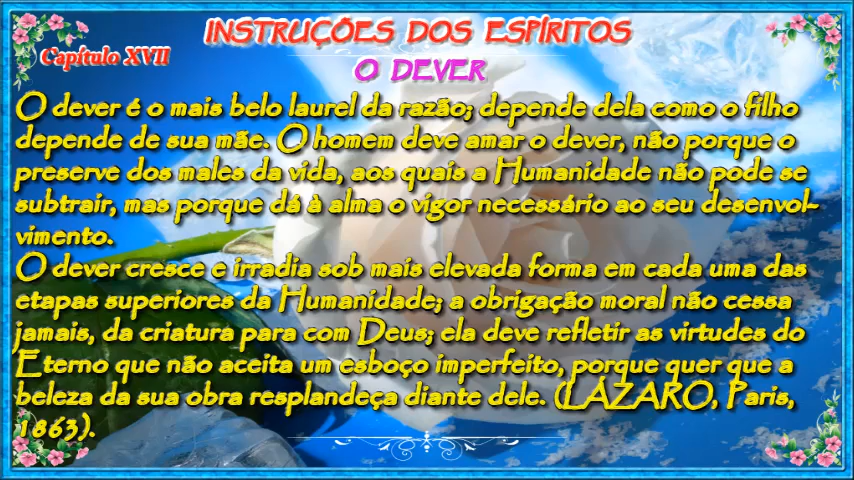 INSTRUÇÕES DOS ESPÍRITOS
Capítulo XVII
O DEVER
O dever é o mais belo laurel da razão; depende dela como o filho
depende de sua mãe. O homem deve amar o dever, não porque o
preserve dos males da vida, aos quais a Humanidade não pode se
subtrair, mas porque dá à alma o vigor necessário ao seu desenvol-
vimento.
O dever cresce e irradia sob mais elevada forma em cada uma das
etapas superiores da Humanidade; a obrigação moral não cessa
jamais, da criatura para com Deus; ela deve refletir as virtudes do
Eterno que não aceita um esboço imperfeito, porque quer que a
beleza da sua obra resplandeça diante dele. (LÁZARO, Paris,
1863).